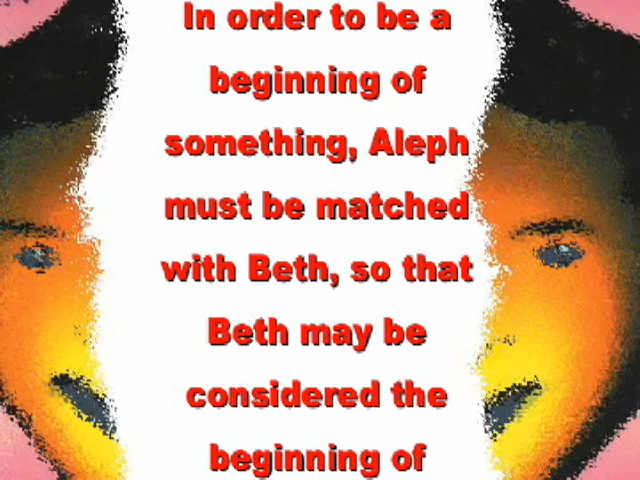 In order to be a
beginning of
something, Aleph
must be matched
with Beth, so that
Beth may be
considered the
beginning of